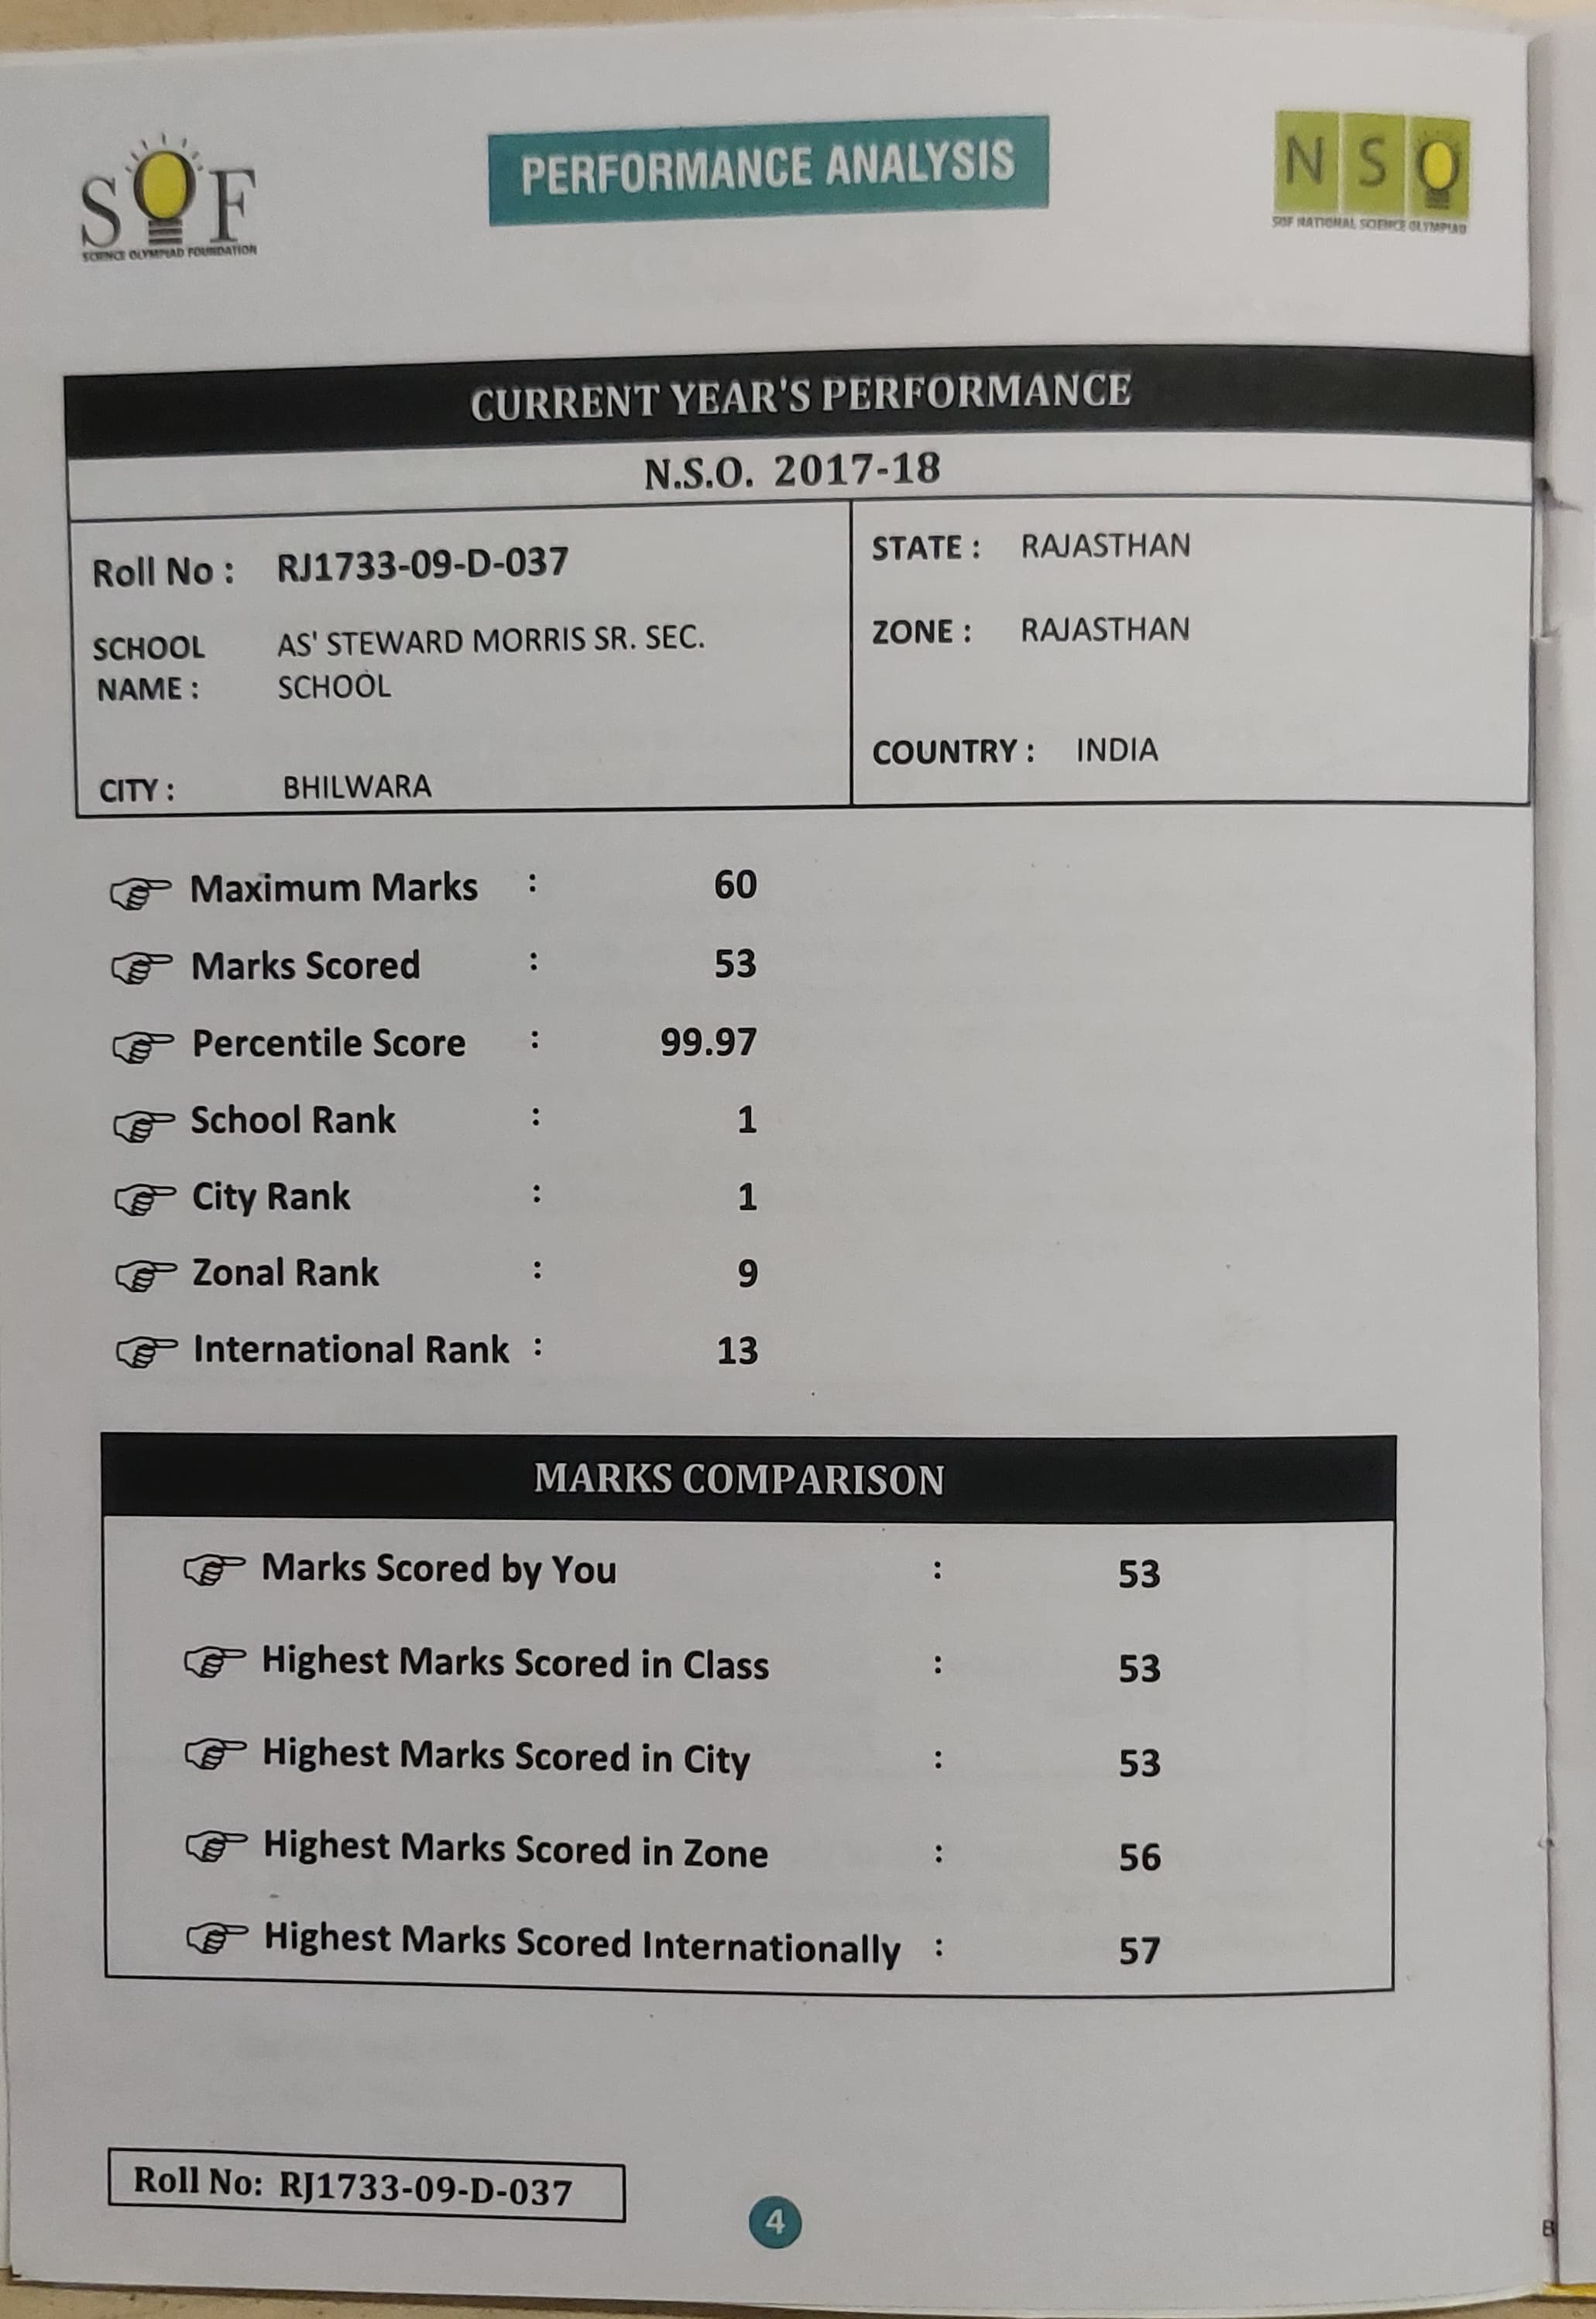 SOF
SCIENCE OLYMPIAD FOUNDATION
PERFORMANCE ANALYSIS
NSO
SOF NATIONAL SCIENCE OLYMPIAD
CURRENT YEAR'S PERFORMANCE
N.S.O. 2017-18
Roll No : RJ1733-09-D-037
SCHOOL AS' STEWARD MORRIS SR. SEC.
NAME : SCHOOL
CITY : BHILWARA
STATE : RAJASTHAN
ZONE : RAJASTHAN
COUNTRY : INDIA
Maximum Marks : 60
Marks Scored : 53
Percentile Score : 99.97
School Rank : 1
City Rank : 1
Zonal Rank : 9
International Rank : 13
MARKS COMPARISON
Marks Scored by You : 53
Highest Marks Scored in Class : 53
Highest Marks Scored in City : 53
Highest Marks Scored in Zone : 56
Highest Marks Scored Internationally : 57
Roll No: RJ1733-09-D-037
4